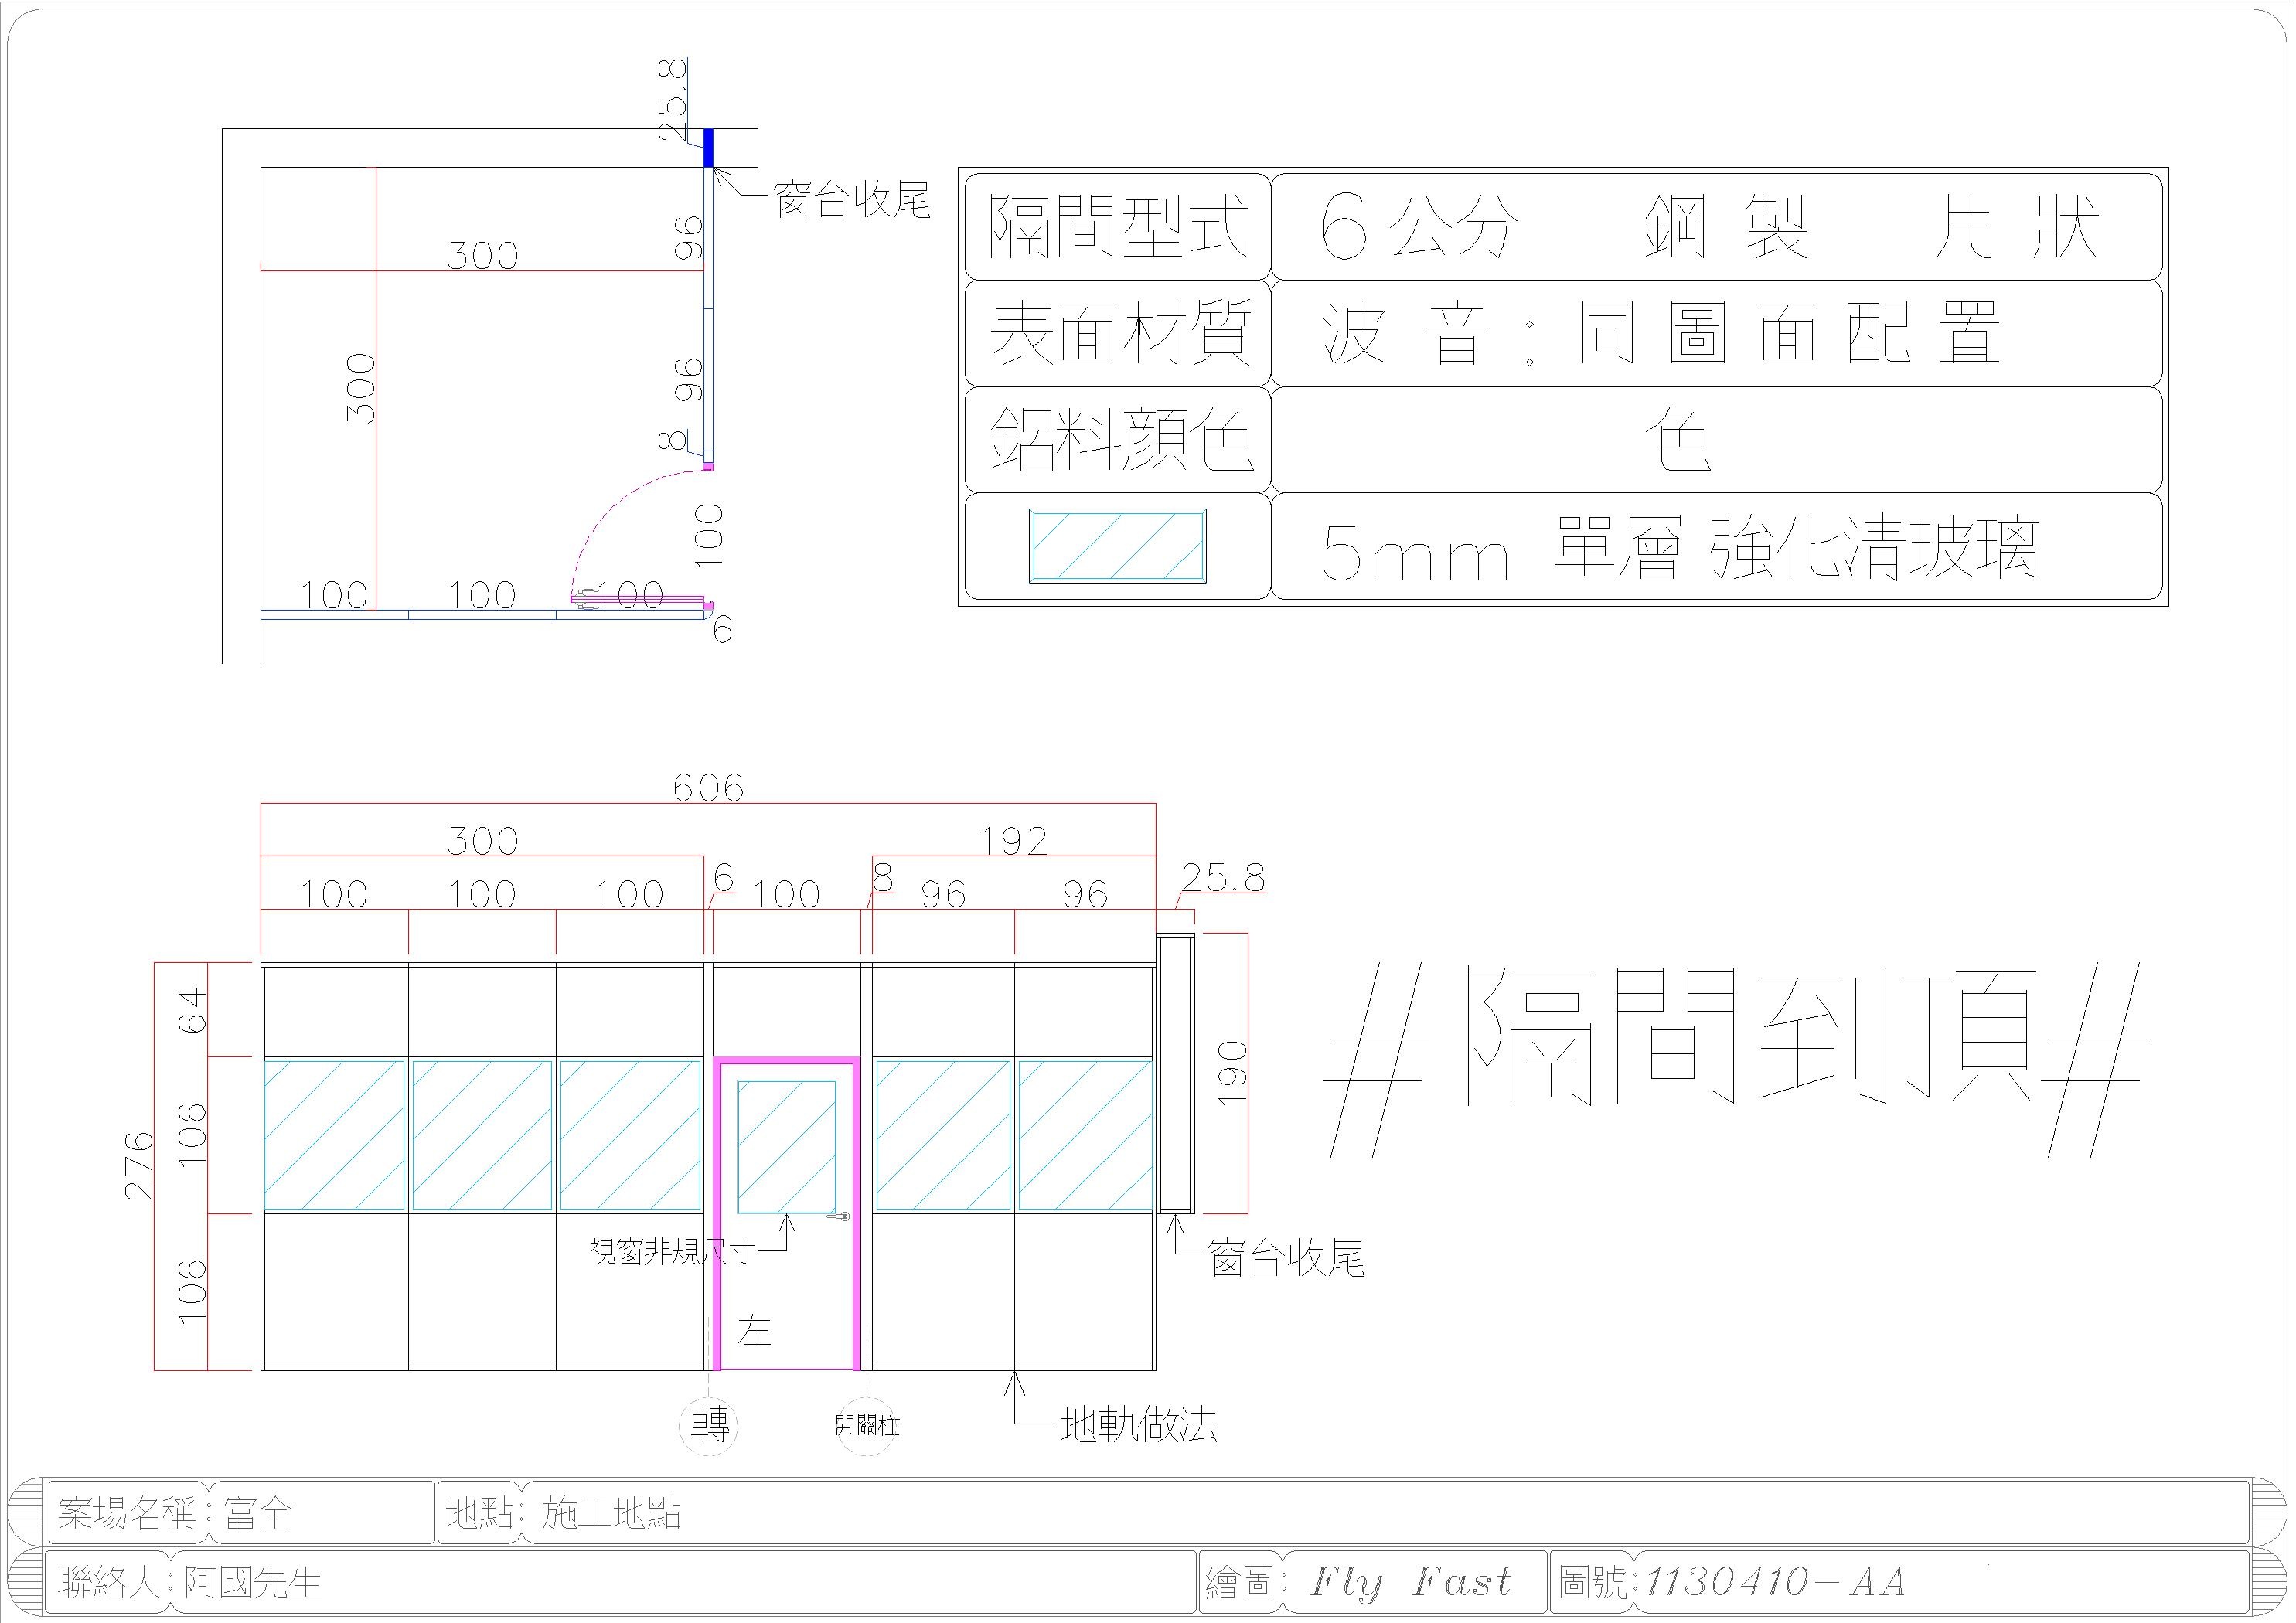 25.8
窗台收尾
96
300
96
300
8
100
100
100
100
6
隔間型式
6公分 鋼製 片狀
表面材質
波音:同圖面配置
鋁料顏色
色
5mm 單層 強化清玻璃
606
300
192
100
100
100
6
100
8
96
96
25.8
64
106
276
106
190
#隔間到頂#
視窗非規尺寸
窗台收尾
左
轉
開關柱
地軌做法
案場名稱:富全
地點: 施工地點
聯絡人:阿國先生
繪圖: Fly Fast
圖號:1130410-AA